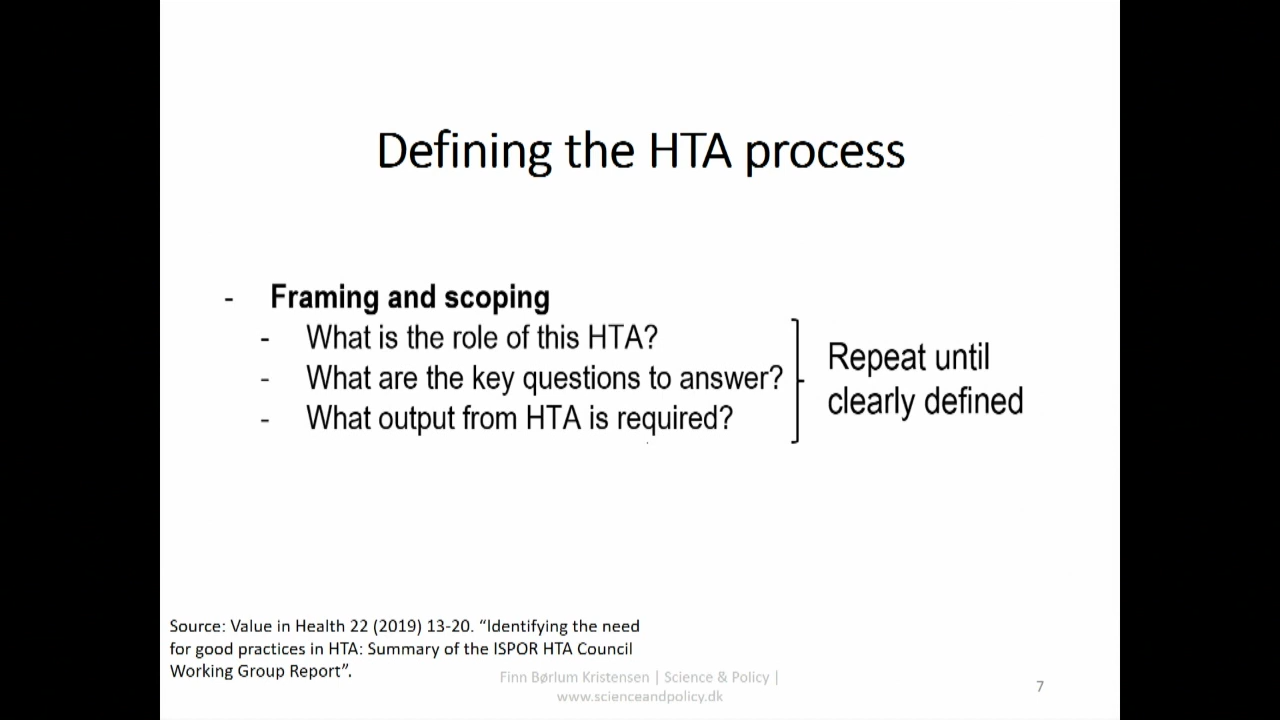 Defining the HTA process
- Framing and scoping
- What is the role of this HTA?
- What are the key questions to answer?
- What output from HTA is required?
Repeat until
clearly defined
Source: Value in Health 22 (2019) 13-20. “Identifying the need
for good practices in HTA: Summary of the ISPOR HTA Council
Working Group Report”.
Finn Børlum Kristensen | Science & Policy |
www.scienceandpolicy.dk
7